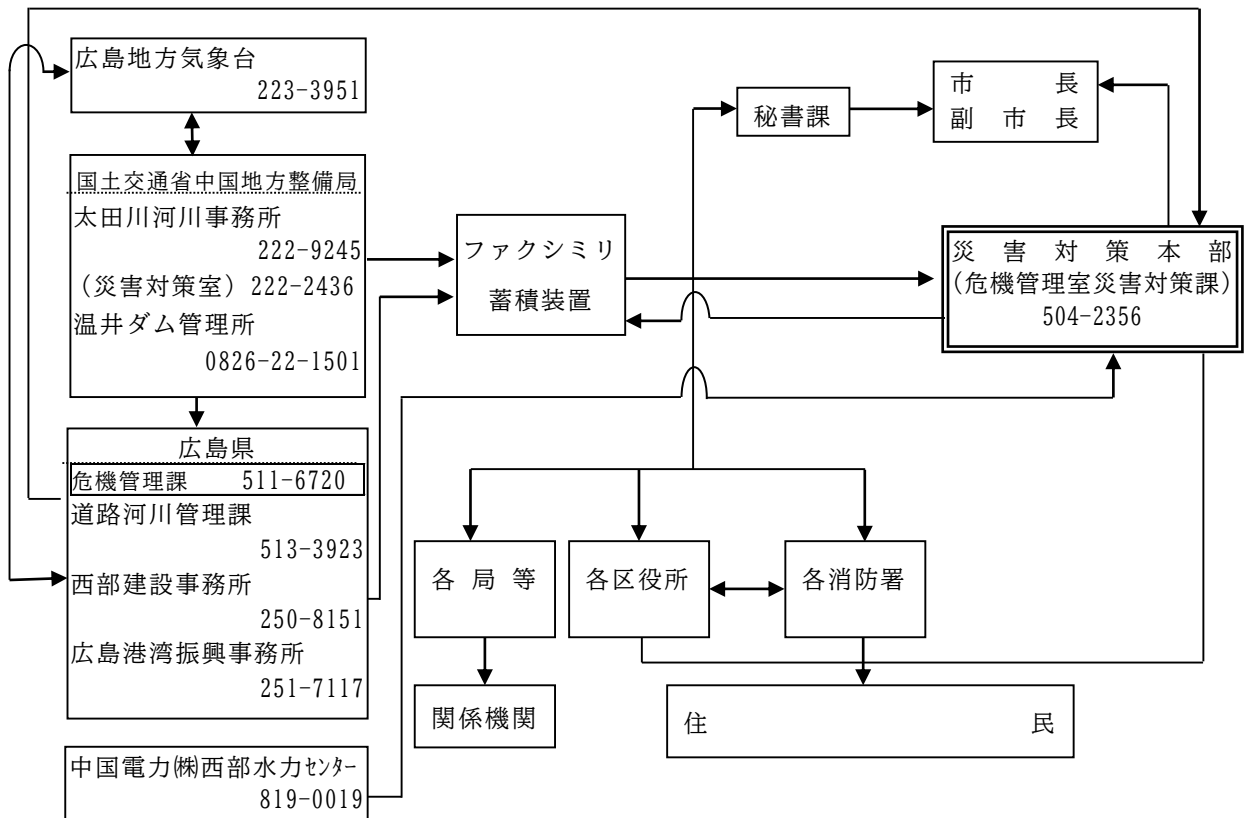 広島地方気象台
223-3951
国土交通省中国地方整備局
太田川河川事務所
222-9245
（災害対策室）222-2436
温井ダム管理所
0826-22-1501
広島県
危機管理課 511-6720
道路河川管理課
513-3923
西部建設事務所
250-8151
広島港湾振興事務所
251-7117
中国電力㈱西部水力ｾﾝﾀｰ
819-0019
ファクシミリ
蓄積装置
秘書課
市長
副市長
災害対策本部
(危機管理室災害対策課)
504-2356
各局等
各区役所
各消防署
関係機関
住民